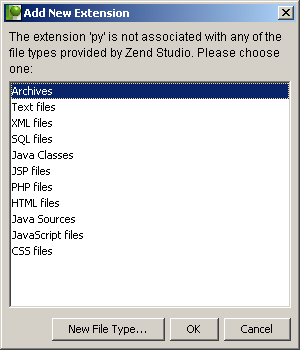 Add New Extension
The extension 'py' is not associated with any of the
file types provided by Zend Studio. Please choose
one:
Archives
Text files
XML files
SQL files
Java Classes
JSP files
PHP files
HTML files
Java Sources
JavaScript files
CSS files
New File Type... OK Cancel